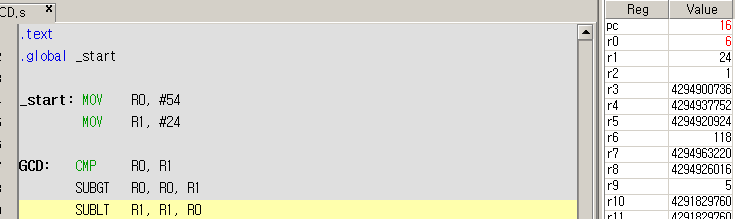 CD,s x
Reg Value
.text
pc 16
.global _start
r0 6
r1 24
r2 1
_start: MOV R0, #54
r3 4294900736
r4 4294937752
MOV R1, #24
r5 4294920924
r6 118
GCD: CMP R0, R1
r7 4294963220
SUBGT R0, R0, R1
r8 4294926016
r9 5
SUBLT R1, R1, R0
r10 4291829760
r11 4291829760